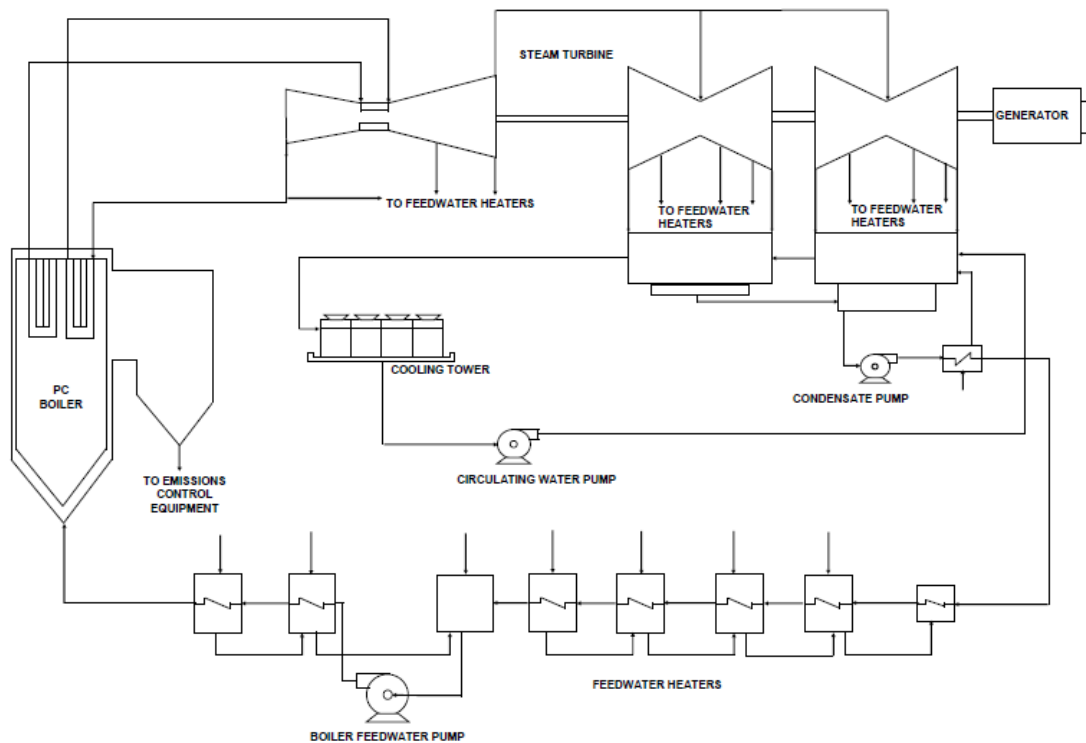 STEAM TURBINE
GENERATOR
TO FEEDWATER HEATERS
TO FEEDWATER
HEATERS
TO FEEDWATER
HEATERS
COOLING TOWER
PC
BOILER
CONDENSATE PUMP
TO EMISSIONS
CONTROL
EQUIPMENT
CIRCULATING WATER PUMP
FEEDWATER HEATERS
BOILER FEEDWATER PUMP